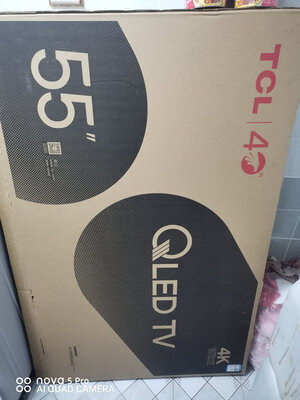 55"
TCL | 40
QLED TV
4K
nova 5 Pro
AI QUAD CAMERA